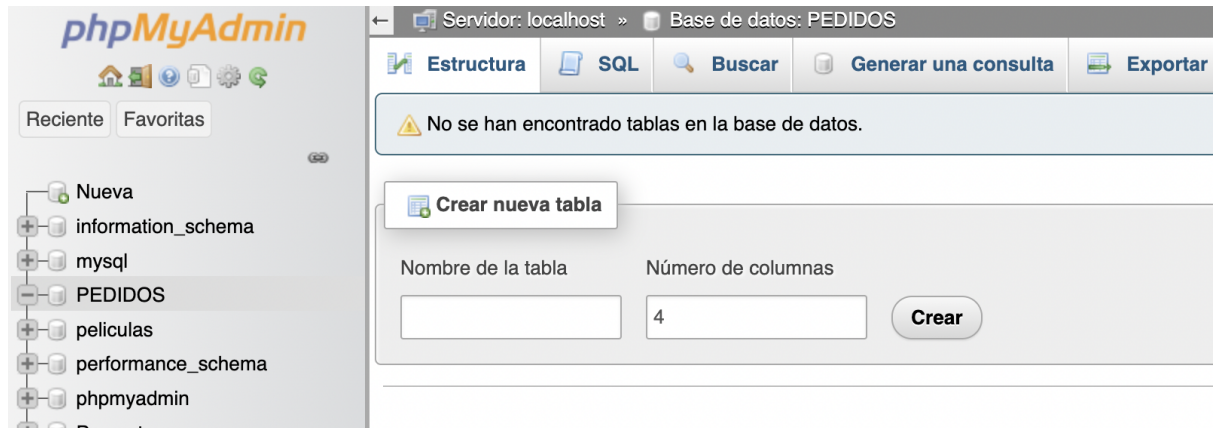 phpMyAdmin
Reciente Favoritas
Nueva
information_schema
mysql
PEDIDOS
peliculas
performance_schema
phpmyadmin
Servidor: localhost » Base de datos: PEDIDOS
Estructura SQL Buscar Generar una consulta Exportar
No se han encontrado tablas en la base de datos.
Crear nueva tabla
Nombre de la tabla Número de columnas
4 Crear